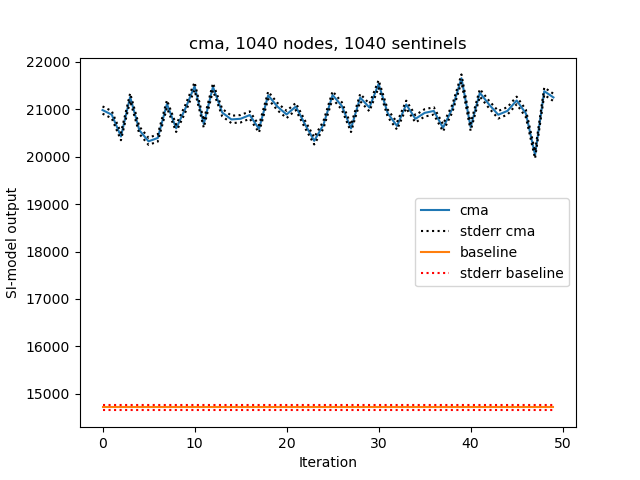 cma, 1040 nodes, 1040 sentinels
22000
21000
20000
19000
18000
17000
16000
15000
SI-model output
cma
stderr cma
baseline
stderr baseline
0
10
20
30
40
50
Iteration